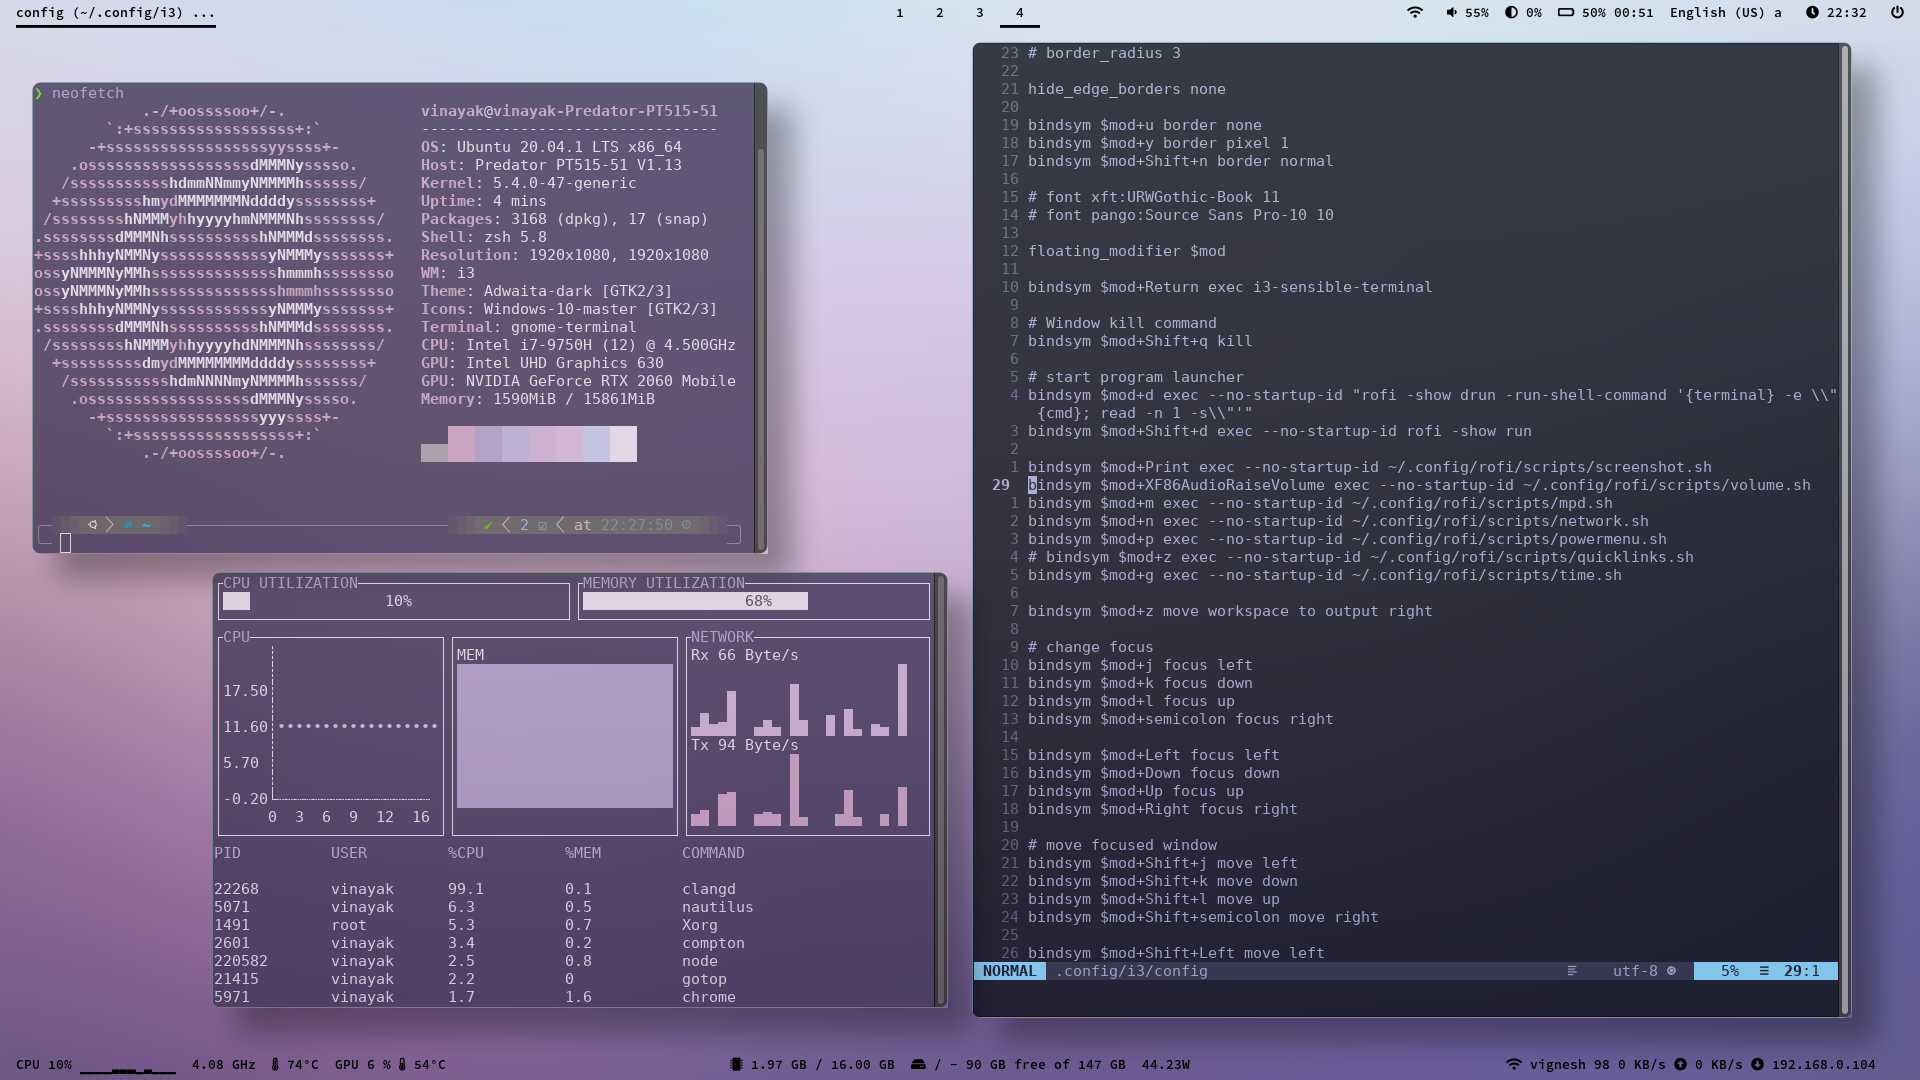 config (~/.config/i3) ...
1 2 3 4
55% 0% 50% 00:51 English (US) a 22:32
❯ neofetch
.-/+oossssoo+/-.
`:+ssssssssssssssssss+:`
-+ssssssssssssssssssyyssss+-
.ossssssssssssssssssdMMMNysssso.
/ssssssssssshdmmNNmmyNMMMMhssssss/
+ssssssssshmydMMMMMMMNddddyssssssss+
/sssssssshNMMMyhhyyyyhmNMMMNhssssssss/
.ssssssssdMMMNhsssssssssshNMMMdssssssss.
+sssshhhyNMMNyssssssssssssyNMMMysssssss+
ossyNMMMNyMMhsssssssssssssshmmmhssssssso
ossyNMMMNyMMhsssssssssssssshmmmhssssssso
+sssshhhyNMMNyssssssssssssyNMMMysssssss+
.ssssssssdMMMNhsssssssssshNMMMdssssssss.
/sssssssshNMMMyhhyyyyhdNMMMNhssssssss/
+sssssssssdmydMMMMMMMMddddyssssssss+
/ssssssssssshdmNNNNmyNMMMMhssssss/
.ossssssssssssssssssdMMMNysssso.
-+sssssssssssssssssyyyssss+-
`:+ssssssssssssssssss+:`
.-/+oossssoo+/-.
vinayak@vinayak-Predator-PT515-51
---------------------------------
OS: Ubuntu 20.04.1 LTS x86_64
Host: Predator PT515-51 V1.13
Kernel: 5.4.0-47-generic
Uptime: 4 mins
Packages: 3168 (dpkg), 17 (snap)
Shell: zsh 5.8
Resolution: 1920x1080, 1920x1080
WM: i3
Theme: Adwaita-dark [GTK2/3]
Icons: Windows-10-master [GTK2/3]
Terminal: gnome-terminal
CPU: Intel i7-9750H (12) @ 4.500GHz
GPU: Intel UHD Graphics 630
GPU: NVIDIA GeForce RTX 2060 Mobile
Memory: 1590MiB / 15861MiB
~ ✔ 2 ☑ at 22:27:50
CPU UTILIZATION MEMORY UTILIZATION
10% 68%
CPU
17.50
11.60
5.70
-0.20
0 3 6 9 12 16
MEM
NETWORK
Rx 66 Byte/s
Tx 94 Byte/s
PID USER %CPU %MEM COMMAND
22268 vinayak 99.1 0.1 clangd
5071 vinayak 6.3 0.5 nautilus
1491 root 5.3 0.7 Xorg
2601 vinayak 3.4 0.2 compton
220582 vinayak 2.5 0.8 node
21415 vinayak 2.2 0 gotop
5971 vinayak 1.7 1.6 chrome
23 # border_radius 3
22
21 hide_edge_borders none
20
19 bindsym $mod+u border none
18 bindsym $mod+y border pixel 1
17 bindsym $mod+Shift+n border normal
16
15 # font xft:URWGothic-Book 11
14 # font pango:Source Sans Pro-10 10
13
12 floating_modifier $mod
11
10 bindsym $mod+Return exec i3-sensible-terminal
9
8 # Window kill command
7 bindsym $mod+Shift+q kill
6
5 # start program launcher
4 bindsym $mod+d exec --no-startup-id "rofi -show drun -run-shell-command '{terminal} -e \\"
{cmd}; read -n 1 -s\\"'"
3 bindsym $mod+Shift+d exec --no-startup-id rofi -show run
2
1 bindsym $mod+Print exec --no-startup-id ~/.config/rofi/scripts/screenshot.sh
29 bindsym $mod+XF86AudioRaiseVolume exec --no-startup-id ~/.config/rofi/scripts/volume.sh
1 bindsym $mod+m exec --no-startup-id ~/.config/rofi/scripts/mpd.sh
2 bindsym $mod+n exec --no-startup-id ~/.config/rofi/scripts/network.sh
3 bindsym $mod+p exec --no-startup-id ~/.config/rofi/scripts/powermenu.sh
4 # bindsym $mod+z exec --no-startup-id ~/.config/rofi/scripts/quicklinks.sh
5 bindsym $mod+g exec --no-startup-id ~/.config/rofi/scripts/time.sh
6
7 bindsym $mod+z move workspace to output right
8
9 # change focus
10 bindsym $mod+j focus left
11 bindsym $mod+k focus down
12 bindsym $mod+l focus up
13 bindsym $mod+semicolon focus right
14
15 bindsym $mod+Left focus left
16 bindsym $mod+Down focus down
17 bindsym $mod+Up focus up
18 bindsym $mod+Right focus right
19
20 # move focused window
21 bindsym $mod+Shift+j move left
22 bindsym $mod+Shift+k move down
23 bindsym $mod+Shift+l move up
24 bindsym $mod+Shift+semicolon move right
25
26 bindsym $mod+Shift+Left move left
NORMAL .config/i3/config utf-8 5% ≡ 29:1
CPU 10% 4.08 GHz 74°C GPU 6 % 54°C
1.97 GB / 16.00 GB / - 90 GB free of 147 GB 44.23W
vignesh 98 0 KB/s 0 KB/s 192.168.0.104